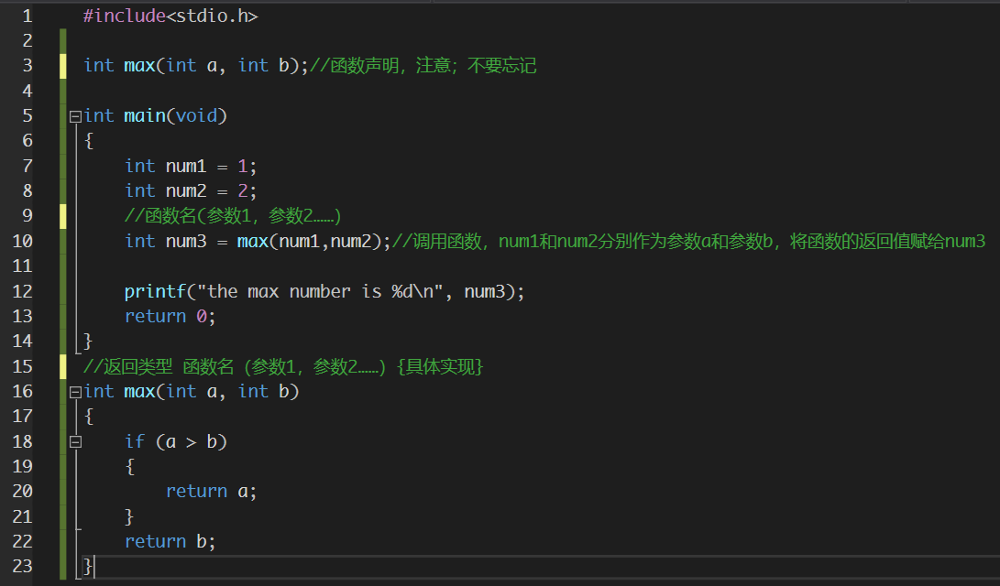 1 #include<stdio.h>
2
3 int max(int a, int b);//函数声明，注意；不要忘记
4
5 int main(void)
6 {
7 int num1 = 1;
8 int num2 = 2;
9 //函数名(参数1，参数2……)
10 int num3 = max(num1,num2);//调用函数，num1和num2分别作为参数a和参数b，将函数的返回值赋给num3
11
12 printf("the max number is %d\n", num3);
13 return 0;
14 }
15 //返回类型 函数名（参数1，参数2……）{具体实现}
16 int max(int a, int b)
17 {
18 if (a > b)
19 {
20 return a;
21 }
22 return b;
23 }